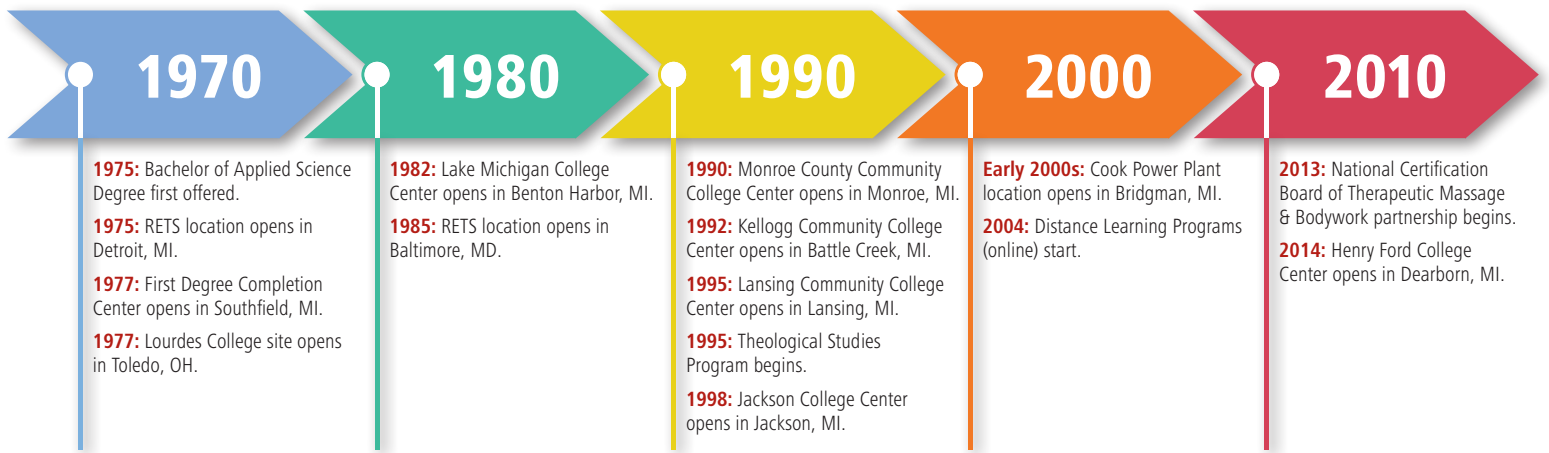 1970
1975: Bachelor of Applied Science
Degree first offered.
1975: RETS location opens in
Detroit, MI.
1977: First Degree Completion
Center opens in Southfield, MI.
1977: Lourdes College site opens
in Toledo, OH.
1980
1982: Lake Michigan College
Center opens in Benton Harbor, MI.
1985: RETS location opens in
Baltimore, MD.
1990
1990: Monroe County Community
College Center opens in Monroe, MI.
1992: Kellogg Community College
Center opens in Battle Creek, MI.
1995: Lansing Community College
Center opens in Lansing, MI.
1995: Theological Studies
Program begins.
1998: Jackson College Center
opens in Jackson, MI.
2000
Early 2000s: Cook Power Plant
location opens in Bridgman, MI.
2004: Distance Learning Programs
(online) start.
2010
2013: National Certification
Board of Therapeutic Massage
& Bodywork partnership begins.
2014: Henry Ford College
Center opens in Dearborn, MI.